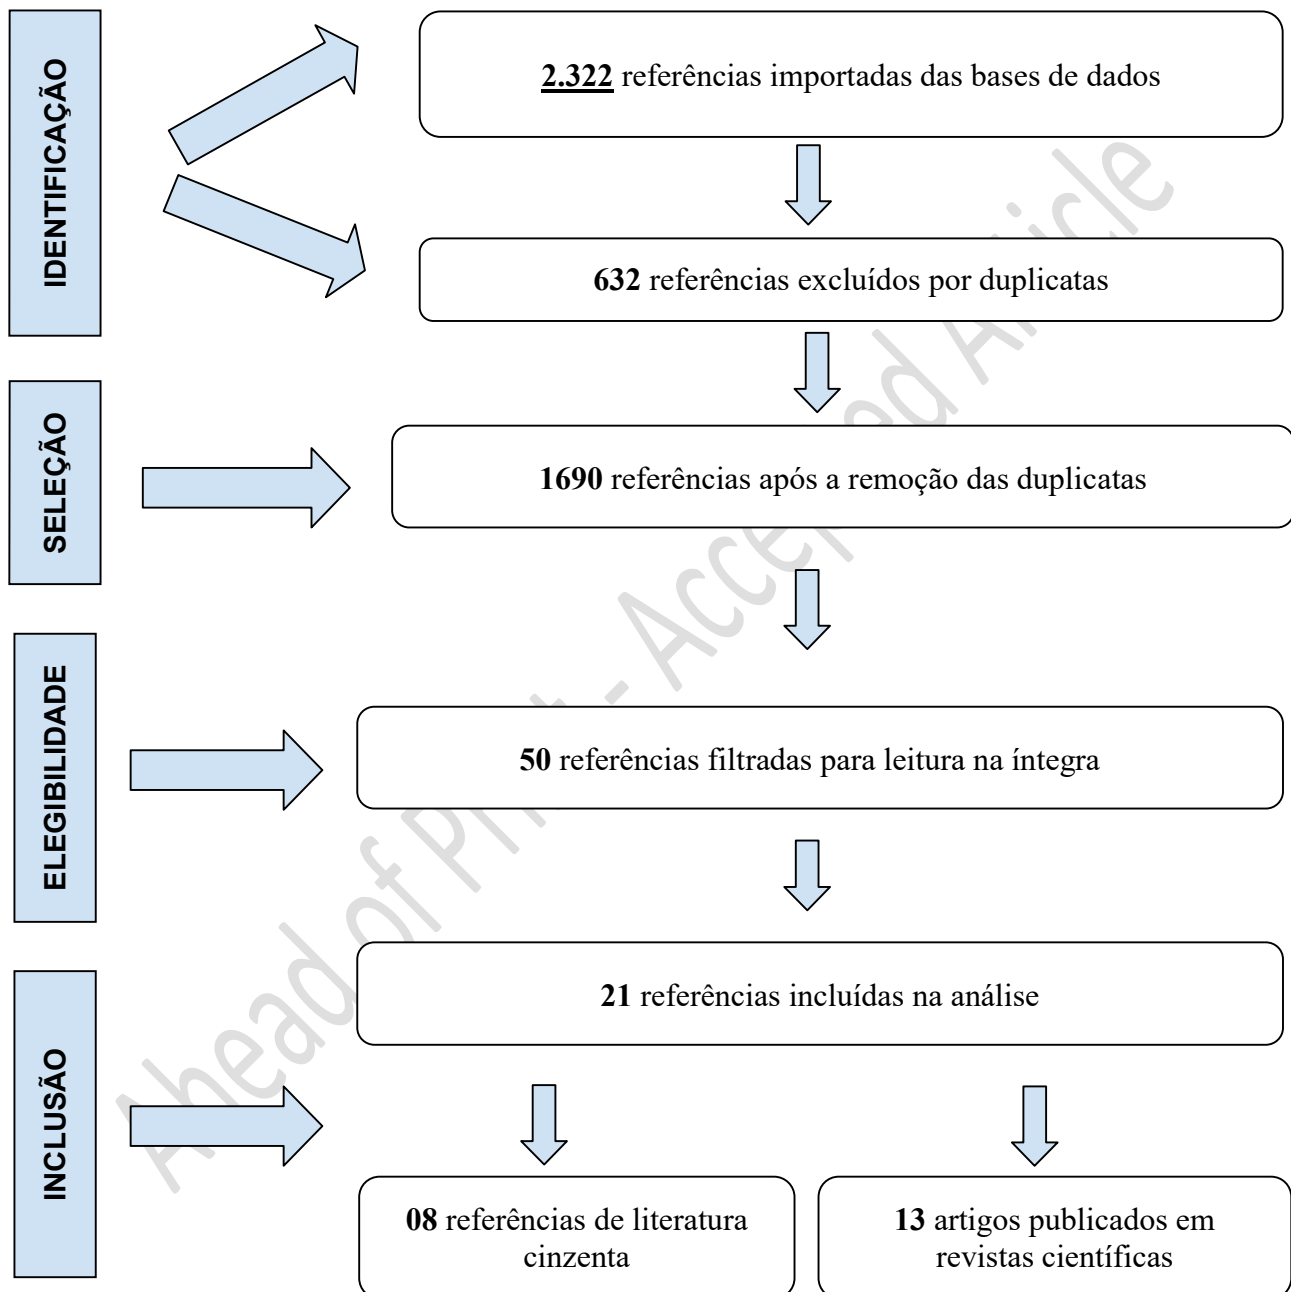 IDENTIFICAÇÃO
2.322 referências importadas das bases de dados
632 referências excluídos por duplicatas
SELEÇÃO
1690 referências após a remoção das duplicatas
ELEGIBILIDADE
50 referências filtradas para leitura na íntegra
INCLUSÃO
21 referências incluídas na análise
08 referências de literatura
cinzenta
13 artigos publicados em
revistas científicas
Ahead of Print - Accepted Article